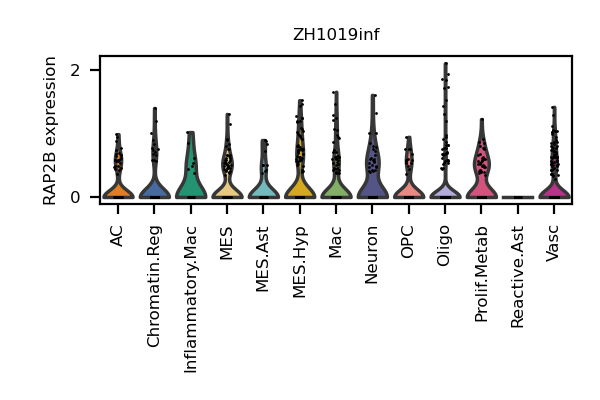 ZH1019inf
RAP2B expression
2
0
AC
Chromatin.Reg
Inflammatory.Mac
MES
MES.Ast
MES.Hyp
Mac
Neuron
OPC
Oligo
Prolif.Metab
Reactive.Ast
Vasc